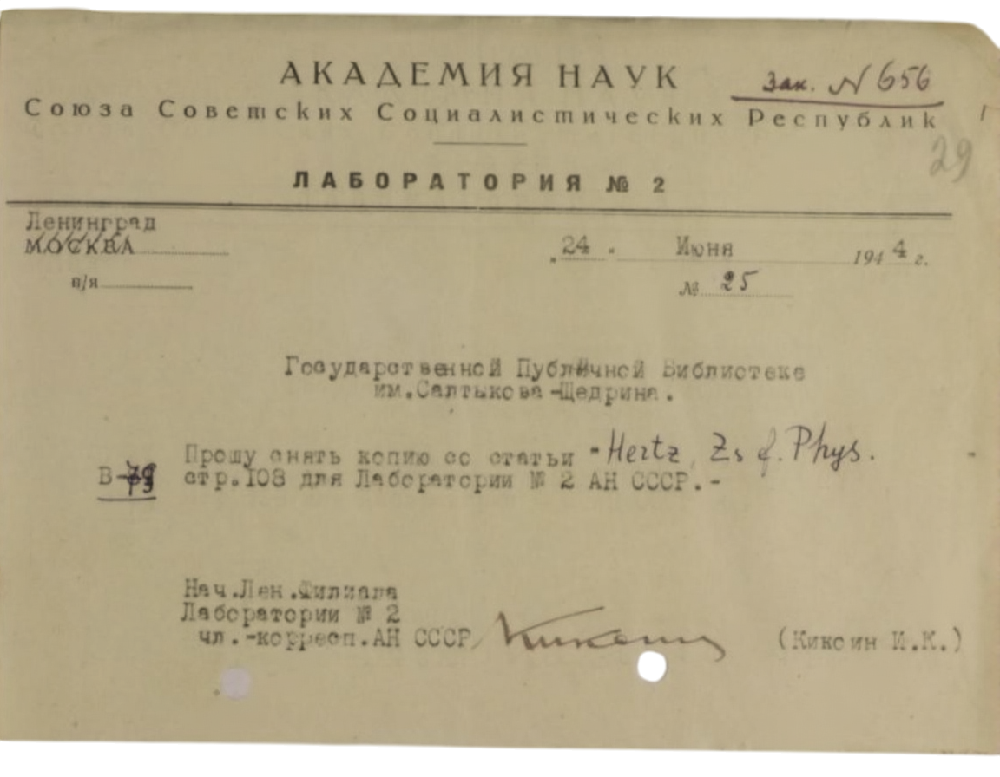 АКАДЕМИЯ НАУК
Зак. N 656
Союза Советских Социалистических Республик
29
ЛАБОРАТОРИЯ № 2
Ленинград
МОСКВА
„ 24 " Июня 194 4 г.
п/я
№ 25
Государственной Публичной Библиотеке
им.Салтыкова-Щедрина.
Прошу снять копию со статьи - Hertz, Zs f. Phys.
В-79 стр.108 для Лаборатории № 2 АН СССР.-
Нач.Лен.Филиала
Лаборатории № 2
чл.-корресп.АН СССР Кикоин (Кикоин И.К.)